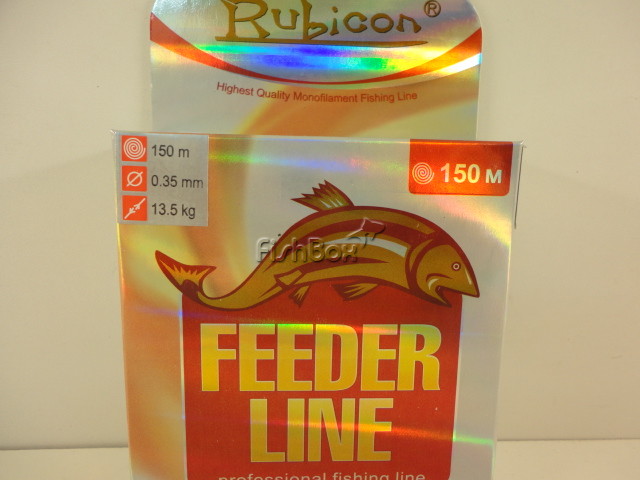 Rubicon®
Highest Quality Monofilament Fishing Line
150 m
0.35 mm
13.5 kg
150 м
FishBox
FEEDER
LINE
professional fishing line